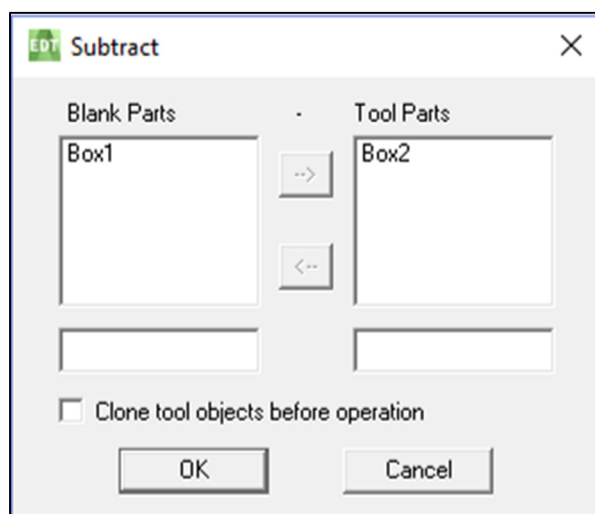 EDT Subtract
Blank Parts - Tool Parts
Box1 Box2
-->
<--
Clone tool objects before operation
OK Cancel